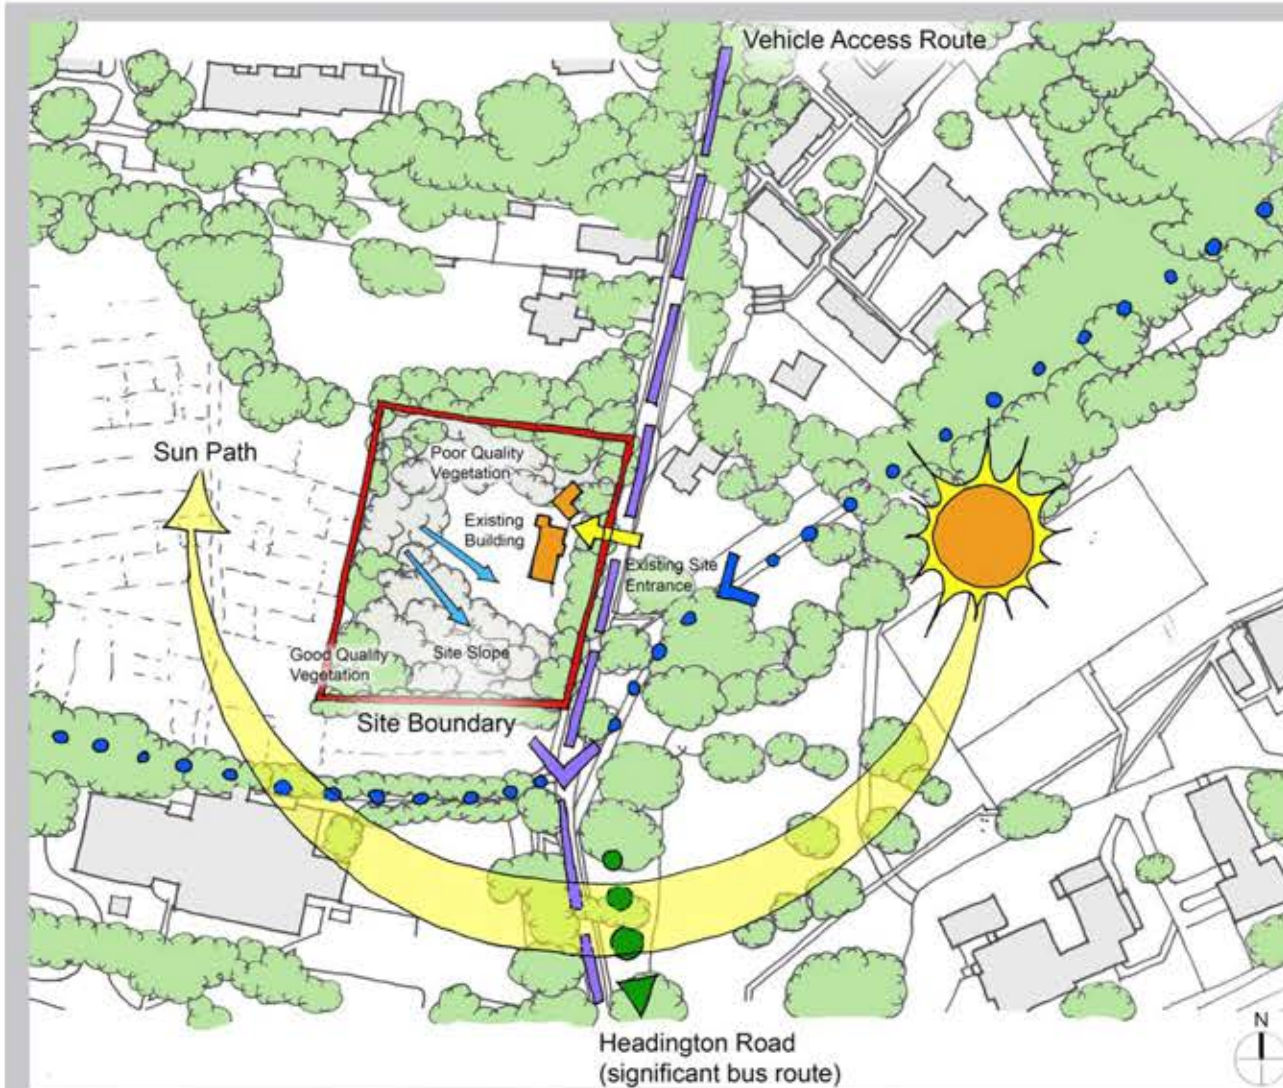 Vehicle Access Route
Sun Path
Poor Quality
Vegetation
Existing
Building
Existing Site
Entrance
Site Slope
Good Quality
Vegetation
Site Boundary
Headington Road
(significant bus route)
N